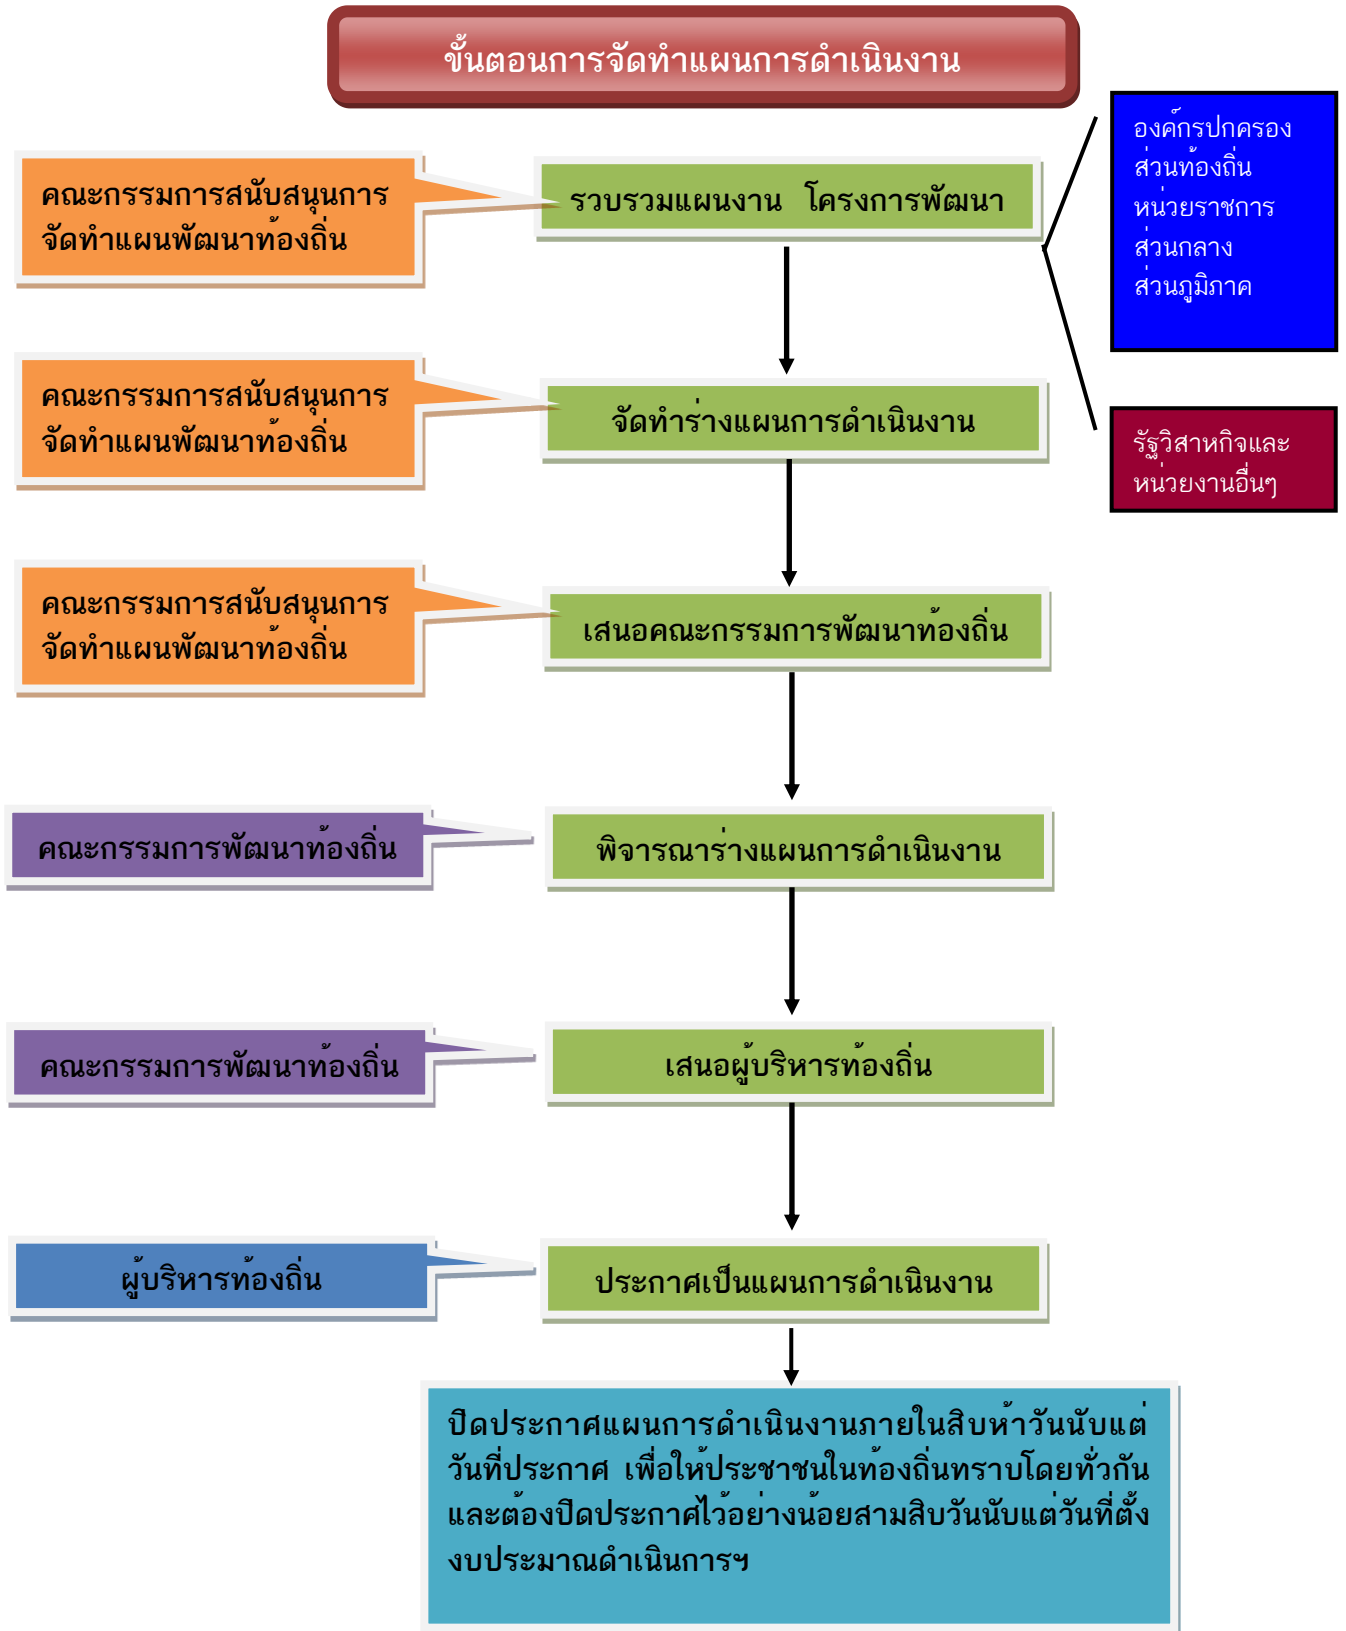 ขั้นตอนการจัดทำแผนการดำเนินงาน
คณะกรรมการสนับสนุนการ
จัดทำแผนพัฒนาท้องถิ่น
รวบรวมแผนงาน โครงการพัฒนา
องค์กรปกครอง
ส่วนท้องถิ่น
หน่วยราชการ
ส่วนกลาง
ส่วนภูมิภาค
คณะกรรมการสนับสนุนการ
จัดทำแผนพัฒนาท้องถิ่น
จัดทำร่างแผนการดำเนินงาน
รัฐวิสาหกิจและ
หน่วยงานอื่นๆ
คณะกรรมการสนับสนุนการ
จัดทำแผนพัฒนาท้องถิ่น
เสนอคณะกรรมการพัฒนาท้องถิ่น
คณะกรรมการพัฒนาท้องถิ่น
พิจารณาร่างแผนการดำเนินงาน
คณะกรรมการพัฒนาท้องถิ่น
เสนอผู้บริหารท้องถิ่น
ผู้บริหารท้องถิ่น
ประกาศเป็นแผนการดำเนินงาน
ปิดประกาศแผนการดำเนินงานภายในสิบห้าวันนับแต่
วันที่ประกาศ เพื่อให้ประชาชนในท้องถิ่นทราบโดยทั่วกัน
และต้องปิดประกาศไว้อย่างน้อยสามสิบวันนับแต่วันที่ตั้ง
งบประมาณดำเนินการฯ